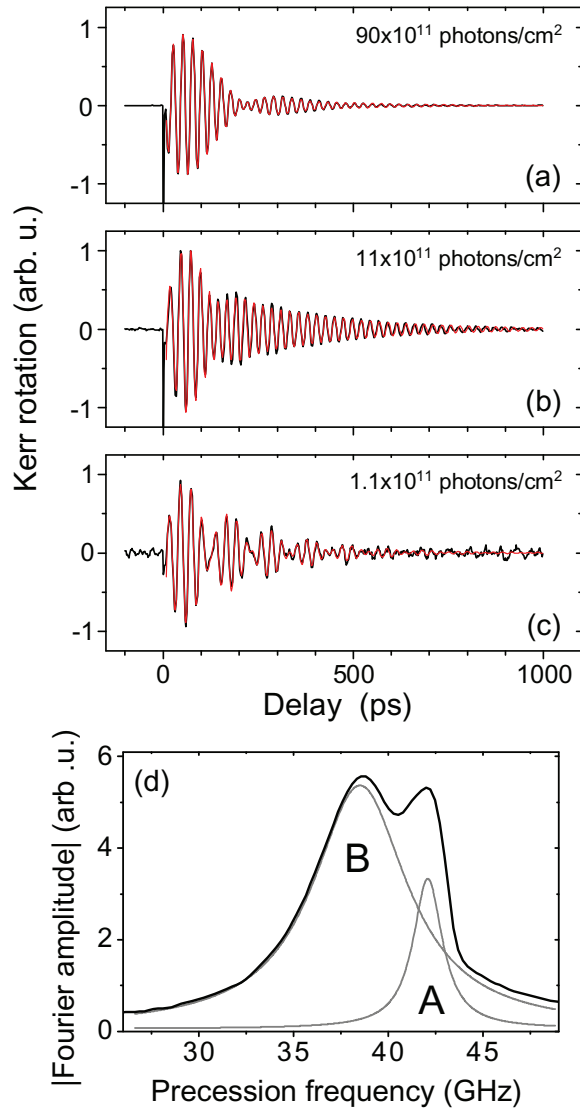 90x10¹¹ photons/cm²
1
0
-1
(a)
11x10¹¹ photons/cm²
1
0
-1
(b)
Kerr rotation (arb. u.)
1.1x10¹¹ photons/cm²
1
0
-1
(c)
0 500 1000
Delay (ps)
(d)
6
4
2
0
|Fourier amplitude| (arb .u.)
B
A
30 35 40 45
Precession frequency (GHz)